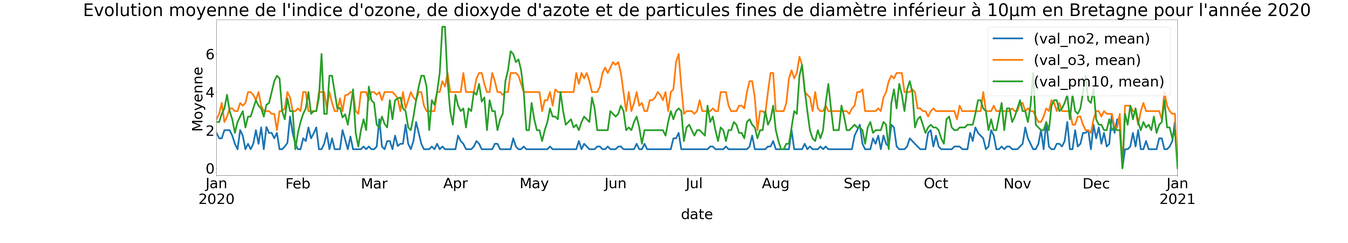 Evolution moyenne de l'indice d'ozone, de dioxyde d'azote et de particules fines de diamètre inférieur à 10μm en Bretagne pour l'année 2020
(val_no2, mean)
(val_o3, mean)
(val_pm10, mean)
Moyenne
6
4
2
0
Jan Feb Mar Apr May Jun Jul Aug Sep Oct Nov Dec Jan
2020 2021
date